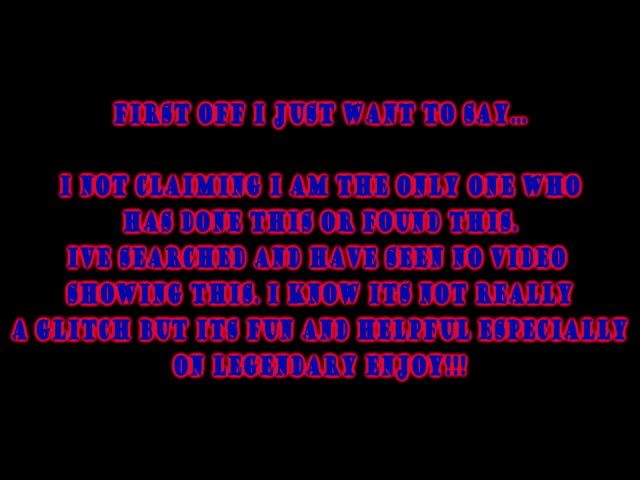 FIRST OFF I JUST WANT TO SAY...
I NOT CLAIMING I AM THE ONLY ONE WHO
HAS DONE THIS OR FOUND THIS.
IVE SEARCHED AND HAVE SEEN NO VIDEO
SHOWING THIS. I KNOW ITS NOT REALLY
A GLITCH BUT ITS FUN AND HELPFUL ESPECIALLY
ON LEGENDARY ENJOY!!!